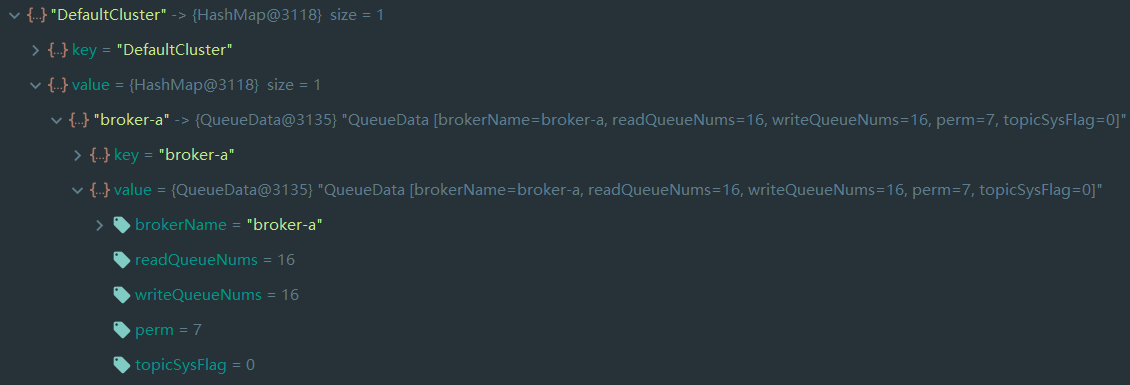 {...} "DefaultCluster" -> {HashMap@3118} size = 1
{...} key = "DefaultCluster"
{...} value = {HashMap@3118} size = 1
{...} "broker-a" -> {QueueData@3135} "QueueData [brokerName=broker-a, readQueueNums=16, writeQueueNums=16, perm=7, topicSysFlag=0]"
{...} key = "broker-a"
{...} value = {QueueData@3135} "QueueData [brokerName=broker-a, readQueueNums=16, writeQueueNums=16, perm=7, topicSysFlag=0]"
brokerName = "broker-a"
readQueueNums = 16
writeQueueNums = 16
perm = 7
topicSysFlag = 0